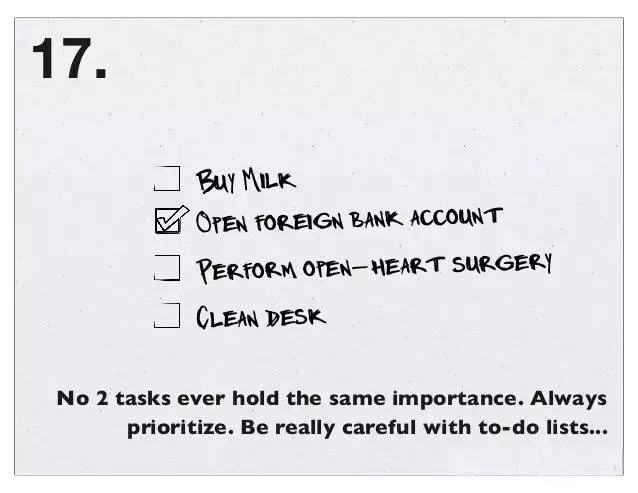 17.
BUY MILK
OPEN FOREIGN BANK ACCOUNT
PERFORM OPEN-HEART SURGERY
CLEAN DESK
No 2 tasks ever hold the same importance. Always
prioritize. Be really careful with to-do lists...